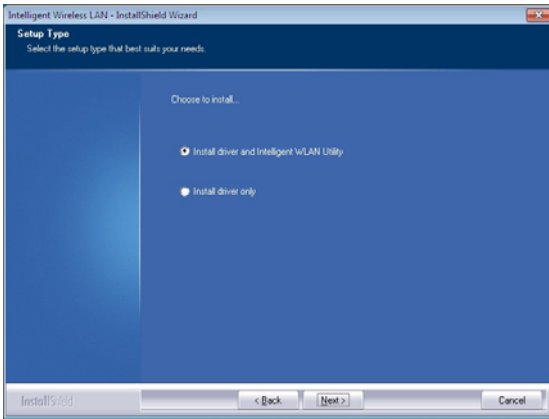 Intelligent Wireless LAN - InstallShield Wizard
Setup Type
Select the setup type that best suits your needs.
Choose to install...
Install driver and Intelligent WLAN Utility
Install driver only
InstallShield
< Back
Next >
Cancel